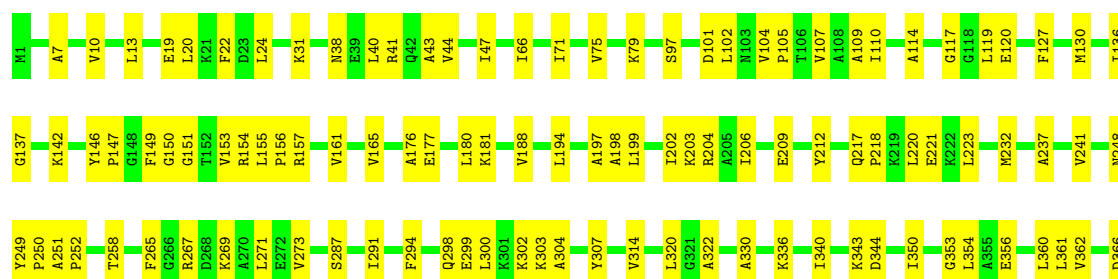 M1 A7 V10 L13 E19 L20 K21 F22 D23 L24 K31 N38 E39 L40 R41 Q42 A43 V44 I47 I66 I71 V75 K79 S97 D101 L102 N103 V104 P105 T106 V107 A108 A109 I110 A114 G117 G118 L119 E120 F127 M130
G137 K142 Y146 P147 G148 F149 G150 G151 T152 V153 R154 L155 P156 R157 V161 V165 A176 E177 L180 K181 V188 L194 A197 A198 L199 I202 K203 R204 A205 I206 E209 Y212 Q217 P218 K219 L220 E221 K222 L223 M232 A237 V241
Y249 P250 A251 P252 T258 F265 G266 R267 D268 K269 A270 L271 E272 V273 S287 I291 F294 Q298 E299 L300 K301 K302 K303 A304 Y307 V314 L320 G321 A322 A330 K336 I340 K343 D344 I350 G353 L354 A355 E356 L360 L361 V362